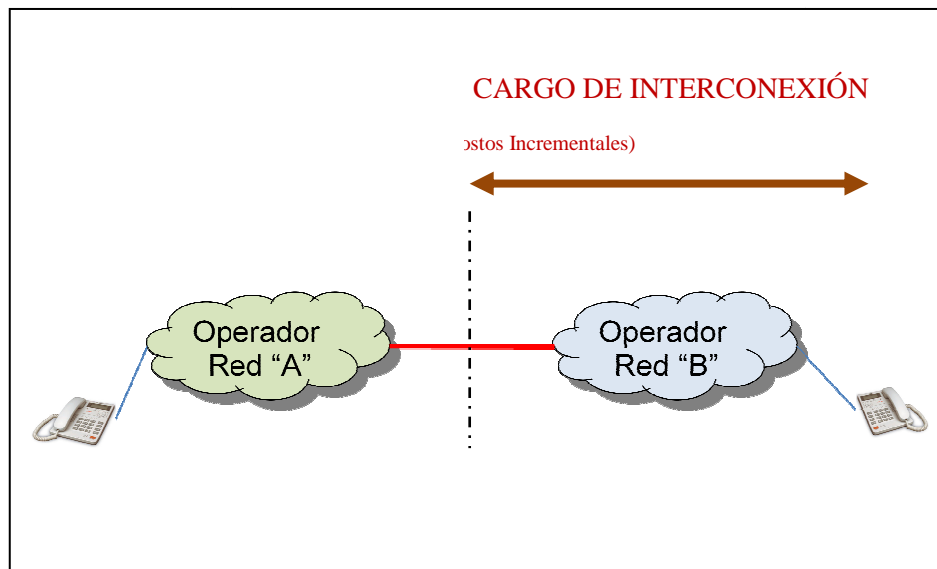 CARGO DE INTERCONEXIÓN
ostos Incrementales)
Operador
Red “A”
Operador
Red “B”